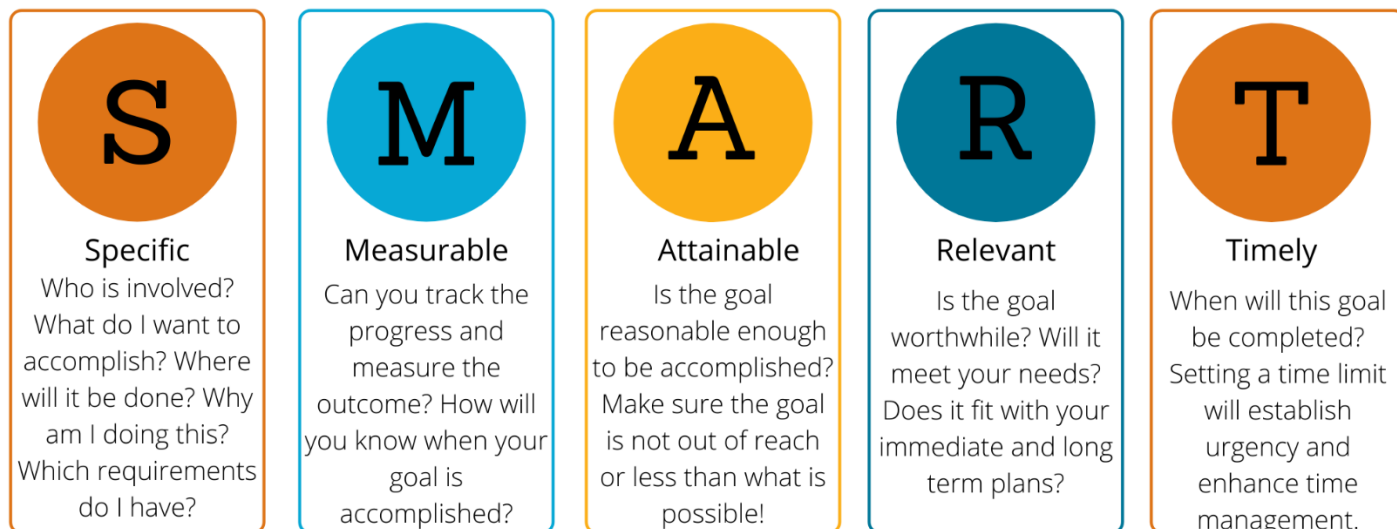 S
Specific
Who is involved?
What do I want to
accomplish? Where
will it be done? Why
am I doing this?
Which requirements
do I have?
M
Measurable
Can you track the
progress and
measure the
outcome? How will
you know when your
goal is
accomplished?
A
Attainable
Is the goal
reasonable enough
to be accomplished?
Make sure the goal
is not out of reach
or less than what is
possible!
R
Relevant
Is the goal
worthwhile? Will it
meet your needs?
Does it fit with your
immediate and long
term plans?
T
Timely
When will this goal
be completed?
Setting a time limit
will establish
urgency and
enhance time
management.